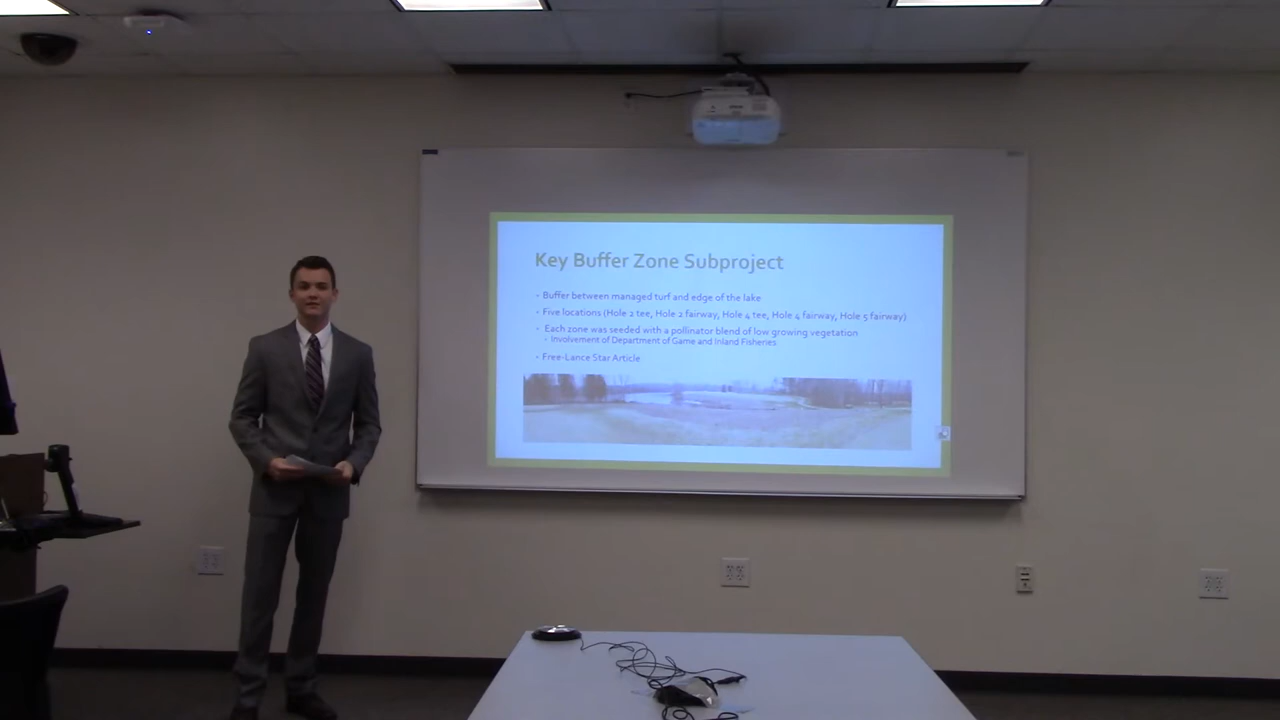 Key Buffer Zone Subproject
Buffer between managed turf and edge of the lake
Five locations (Hole 2 tee, Hole 2 fairway, Hole 4 tee, Hole 4 fairway, Hole 5 fairway)
Each zone was seeded with a pollinator blend of low growing vegetation
Involvement of Department of Game and Inland Fisheries
Free-Lance Star Article